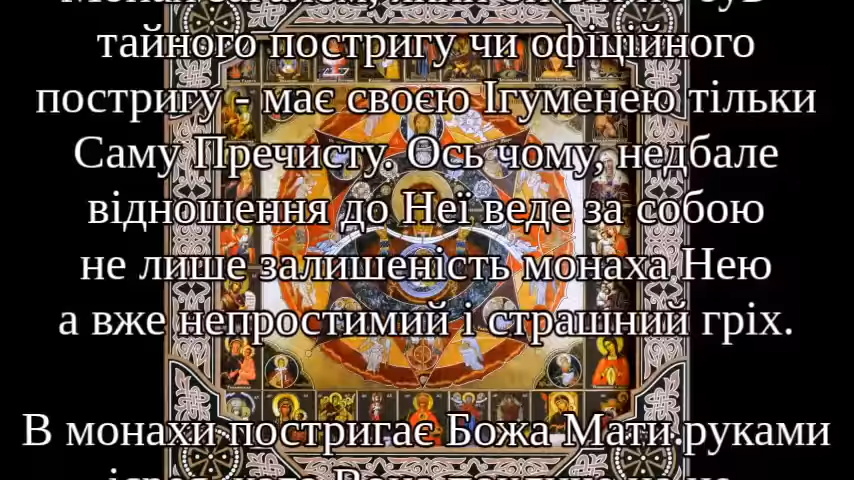 тайного постригу чи офіційного
постригу - має своєю Ігуменею тільки
Саму Пречисту. Ось чому, недбале
відношення до Неї веде за собою
не лише залишеність монаха Нею
а вже непростимий і страшний гріх.
В монахи постригає Божа Мати руками